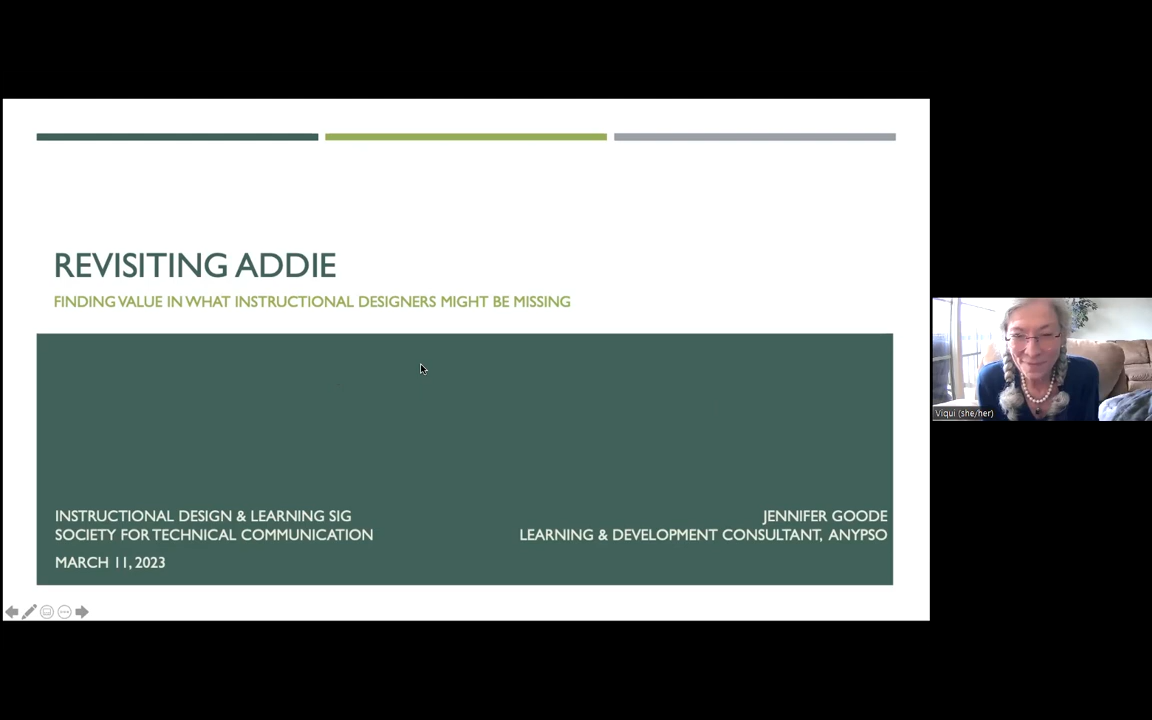 REVISITING ADDIE
FINDING VALUE IN WHAT INSTRUCTIONAL DESIGNERS MIGHT BE MISSING
INSTRUCTIONAL DESIGN & LEARNING SIG
SOCIETY FOR TECHNICAL COMMUNICATION
MARCH 11, 2023
JENNIFER GOODE
LEARNING & DEVELOPMENT CONSULTANT, ANYPSO
Viqui (she/her)